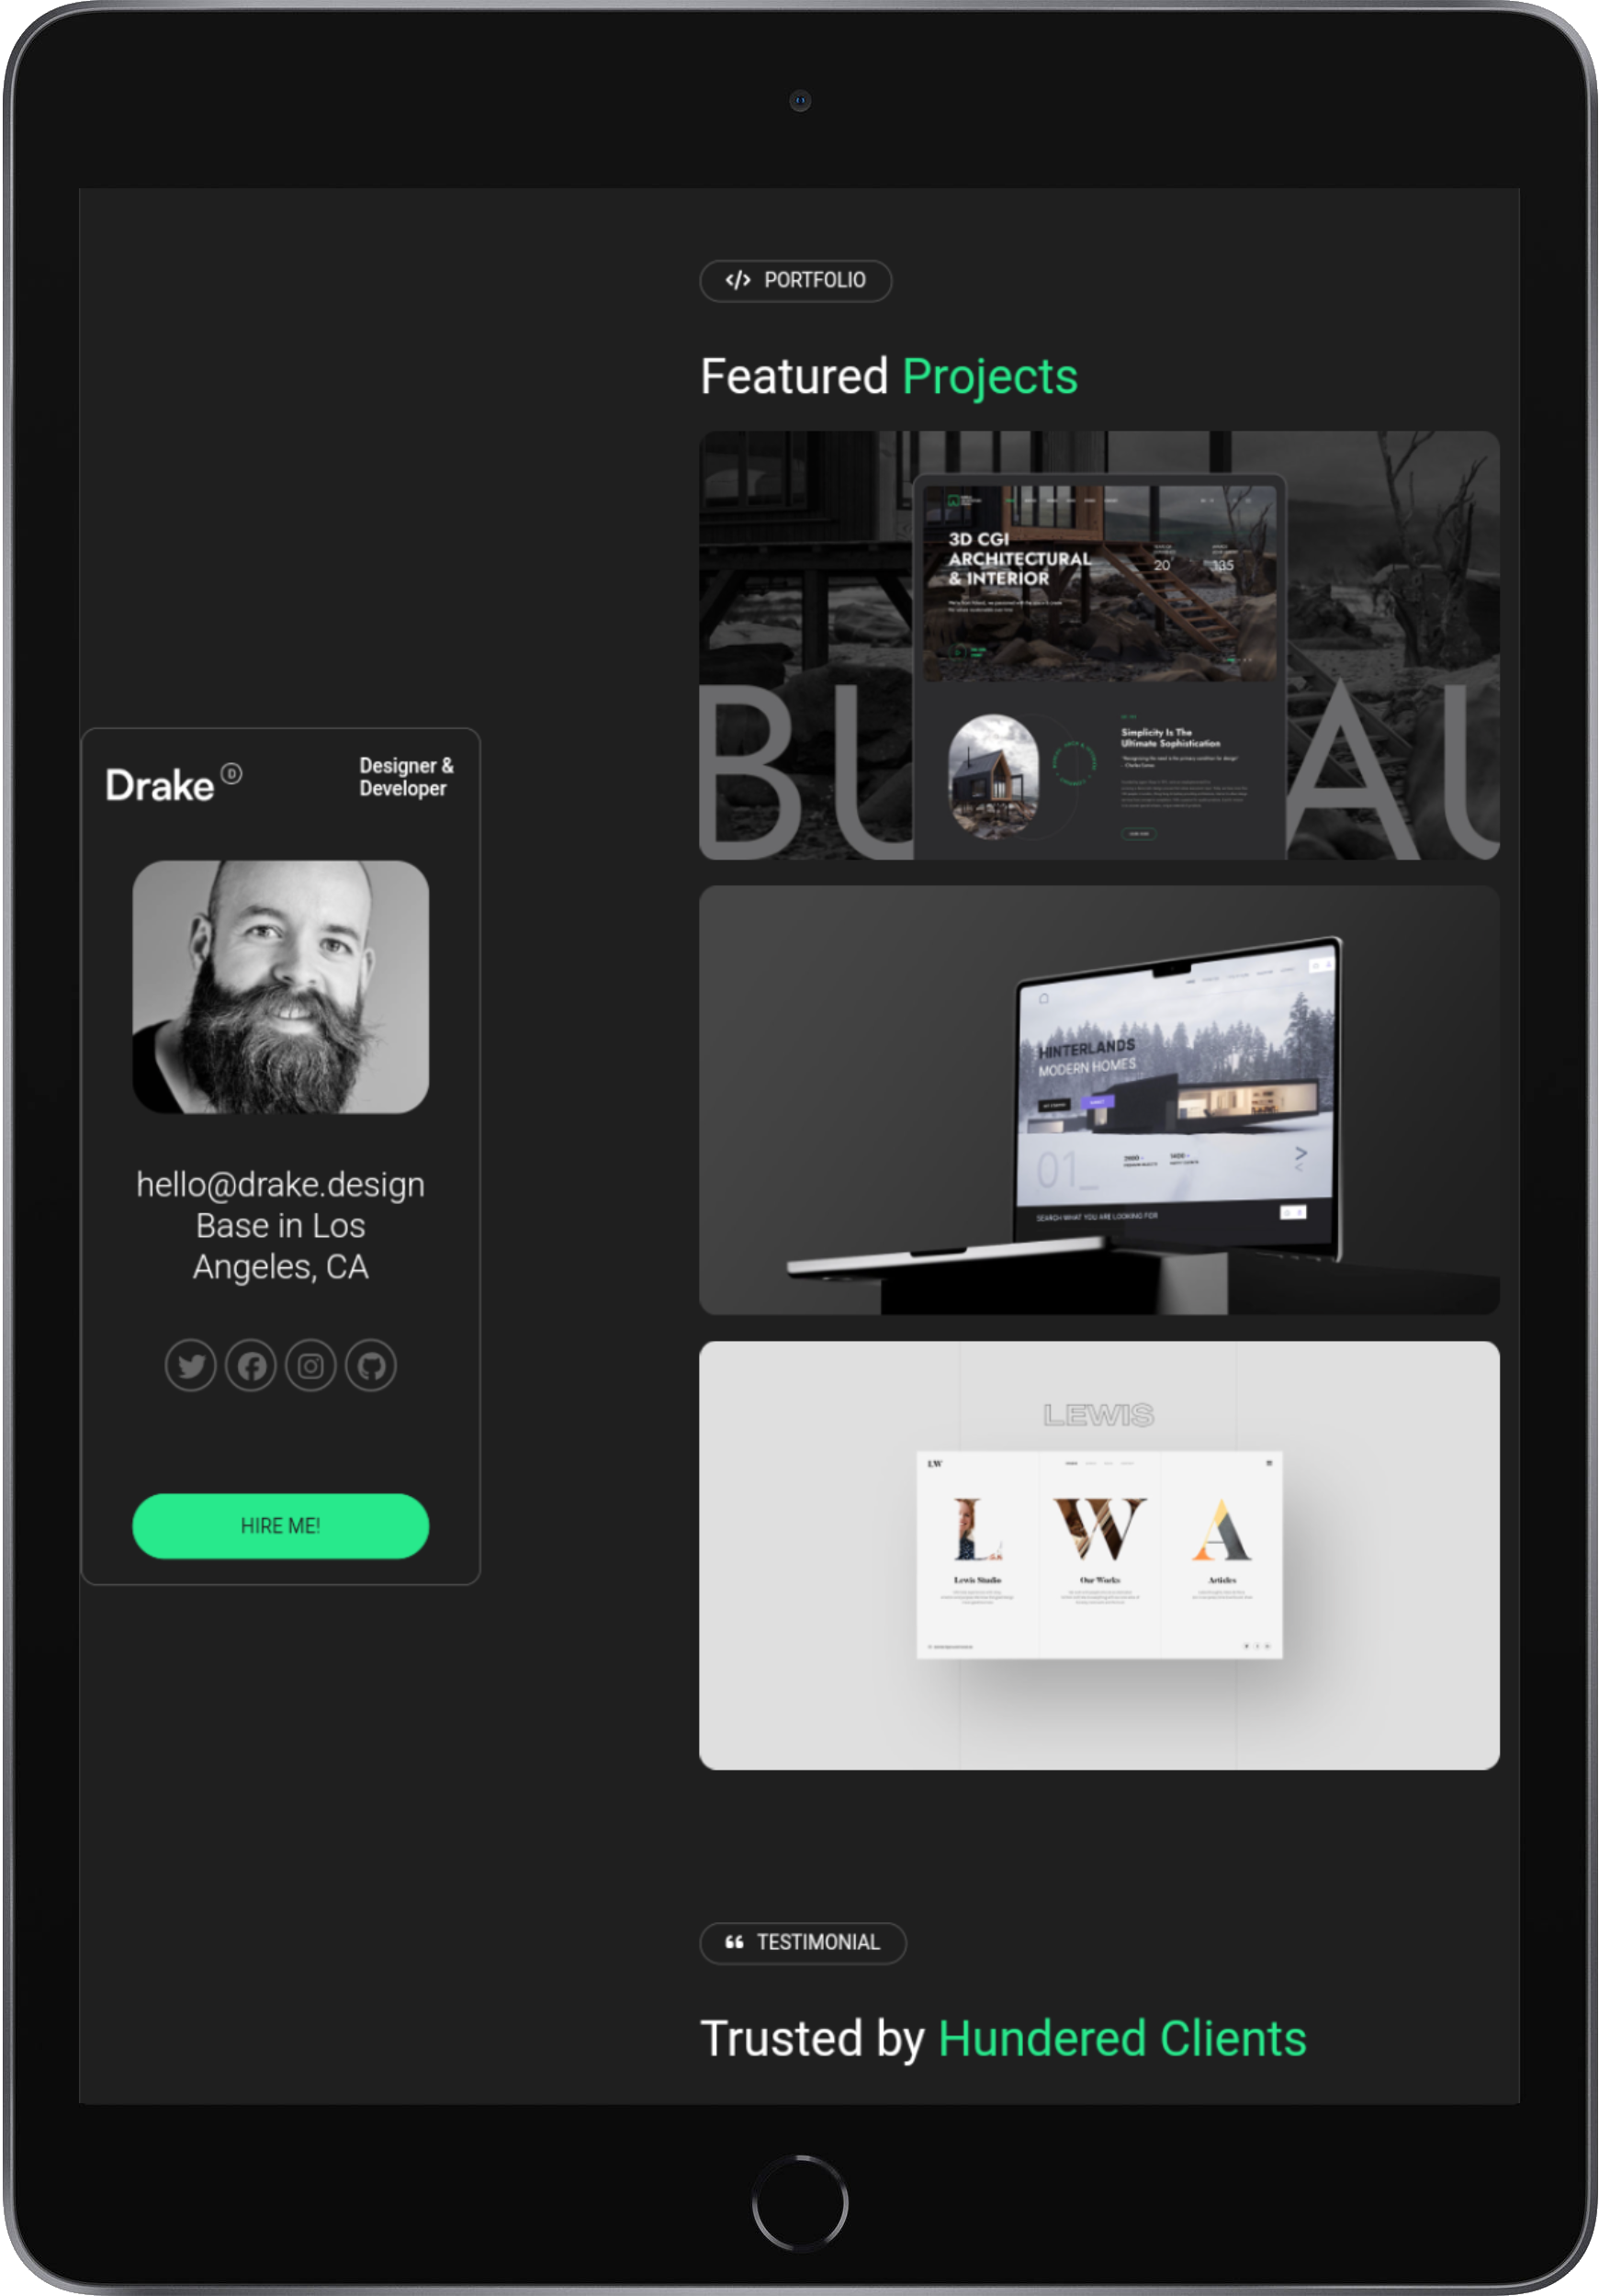 PORTFOLIO
Featured Projects
3D CGI
ARCHITECTURAL
& INTERIOR
20
135
BU
AU
Simplicity Is The
Ultimate Sophistication
Drake D
Designer &
Developer
hello@drake.design
Base in Los
Angeles, CA
HIRE ME!
HINTERLANDS
MODERN HOMES
01_
SEARCH WHAT YOU ARE LOOKING FOR
LEWIS
LW
L W A
Lewis Studio
Our Works
Articles
TESTIMONIAL
Trusted by Hundered Clients